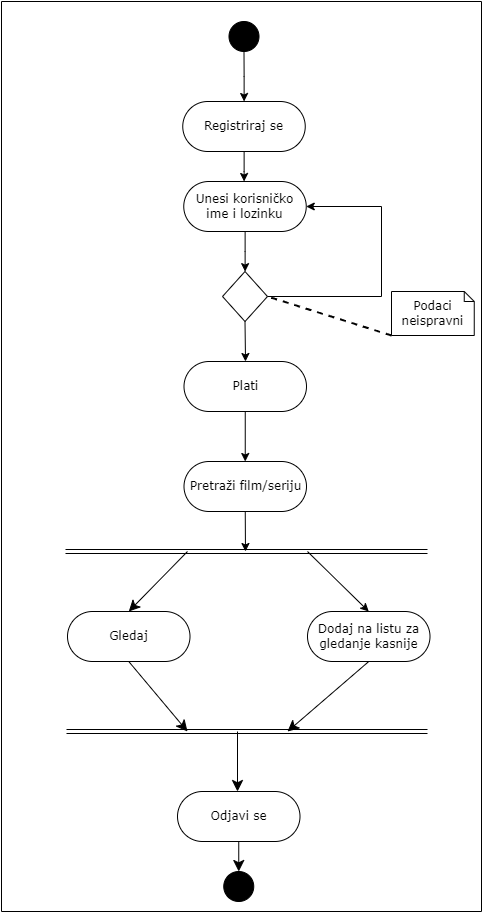 Registriraj se
Unesi korisničko
ime i lozinku
Podaci
neispravni
Plati
Pretraži film/seriju
Gledaj
Dodaj na listu za
gledanje kasnije
Odjavi se